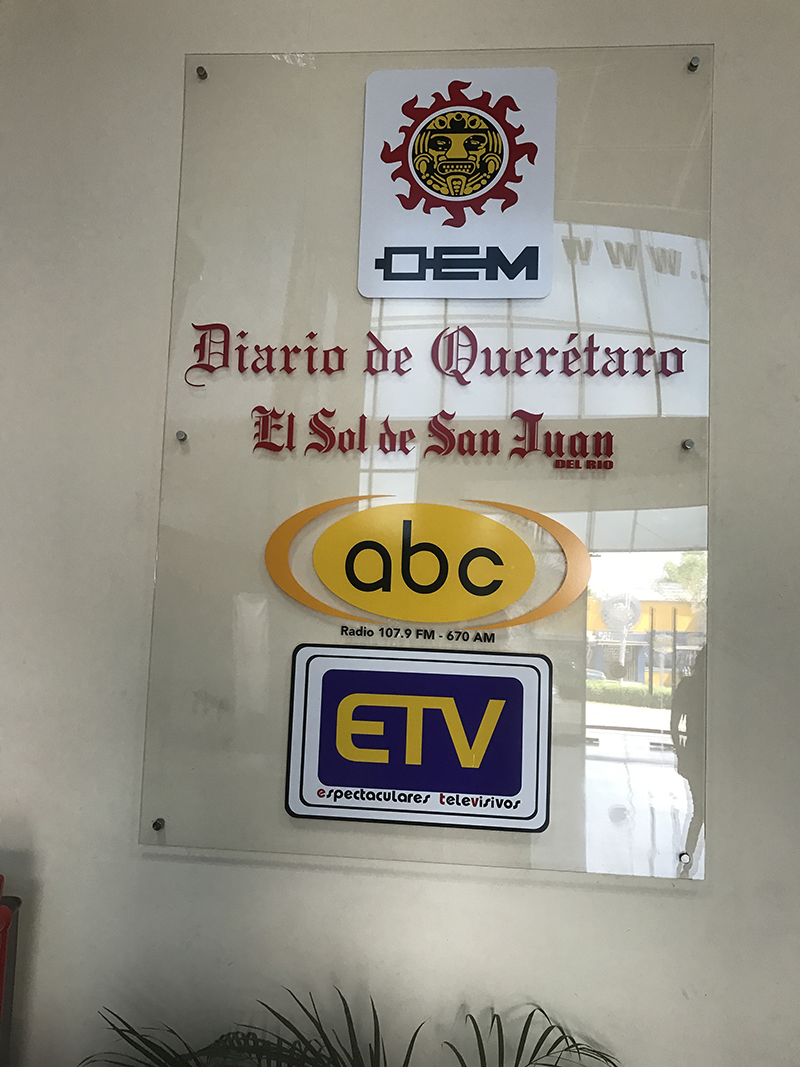 OEM
www.
Diario de Querétaro
El Sol de San Juan
DEL RIO
abc
Radio 107.9 FM - 670 AM
ETV
espectaculares televisivos